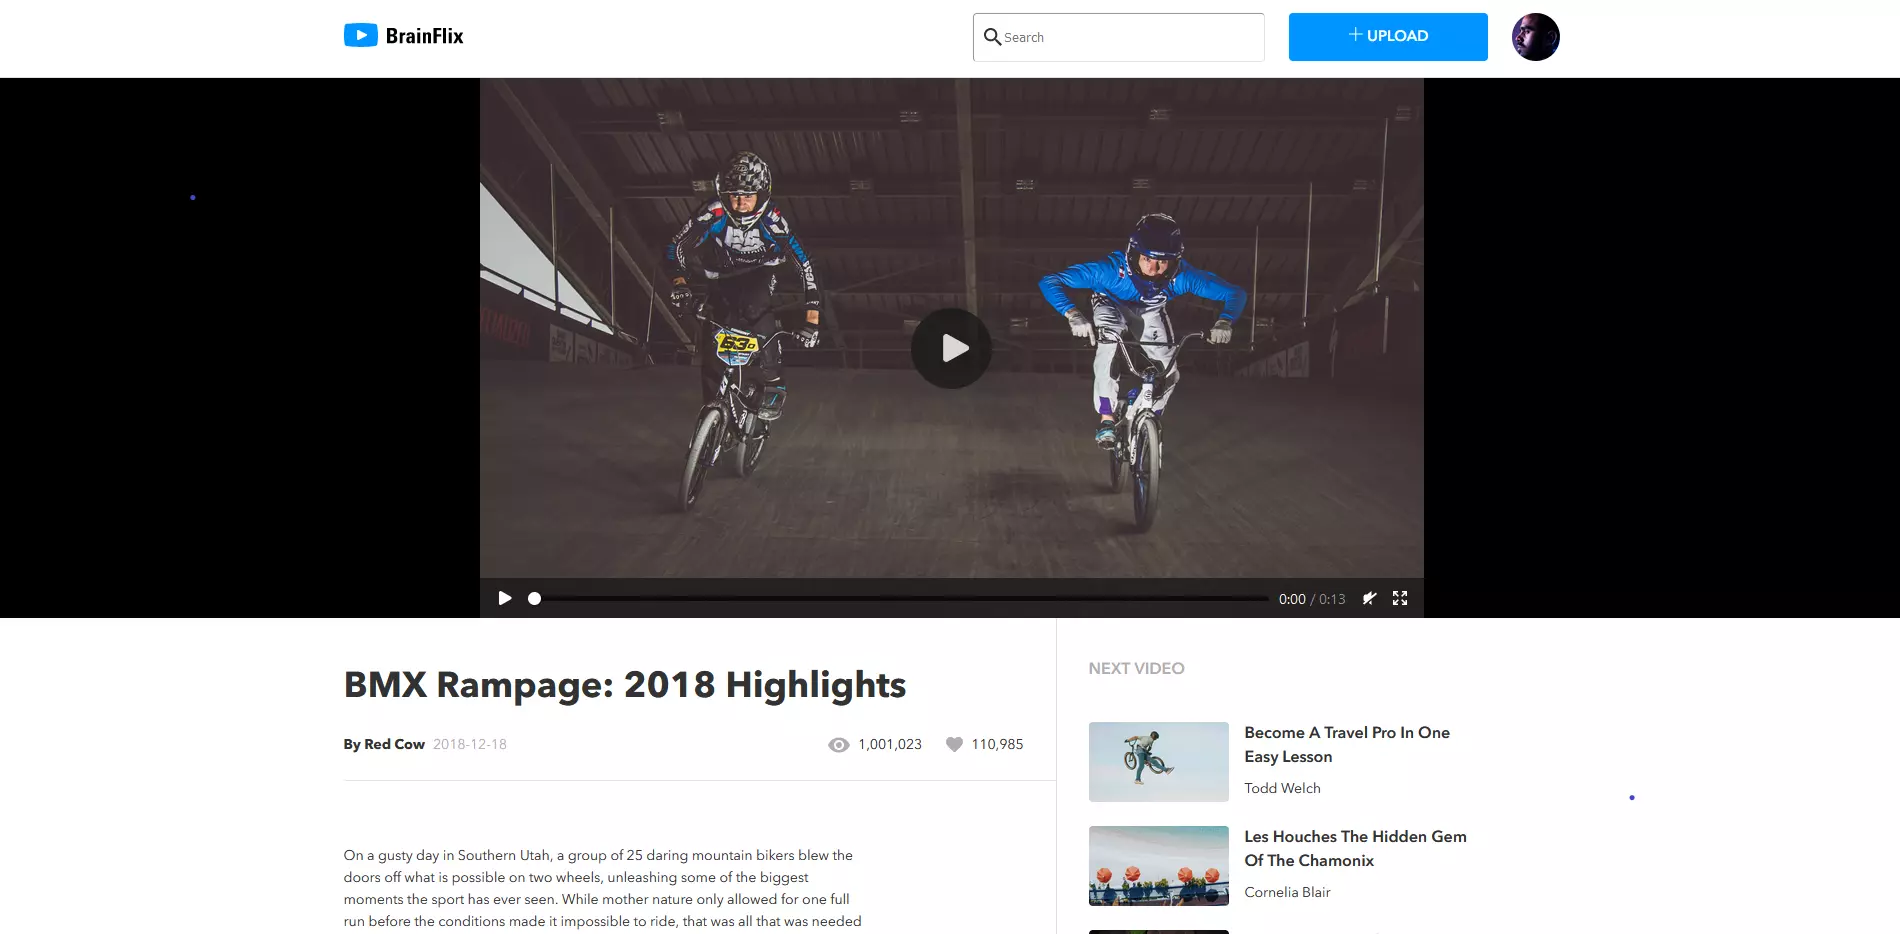 BrainFlix
Search
UPLOAD
63
0:00 / 0:13
BMX Rampage: 2018 Highlights
By Red Cow 2018-12-18
1,001,023
110,985
On a gusty day in Southern Utah, a group of 25 daring mountain bikers blew the
doors off what is possible on two wheels, unleashing some of the biggest
moments the sport has ever seen. While mother nature only allowed for one full
run before the conditions made it impossible to ride, that was all that was needed
NEXT VIDEO
Become A Travel Pro In One
Easy Lesson
Todd Welch
Les Houches The Hidden Gem
Of The Chamonix
Cornelia Blair